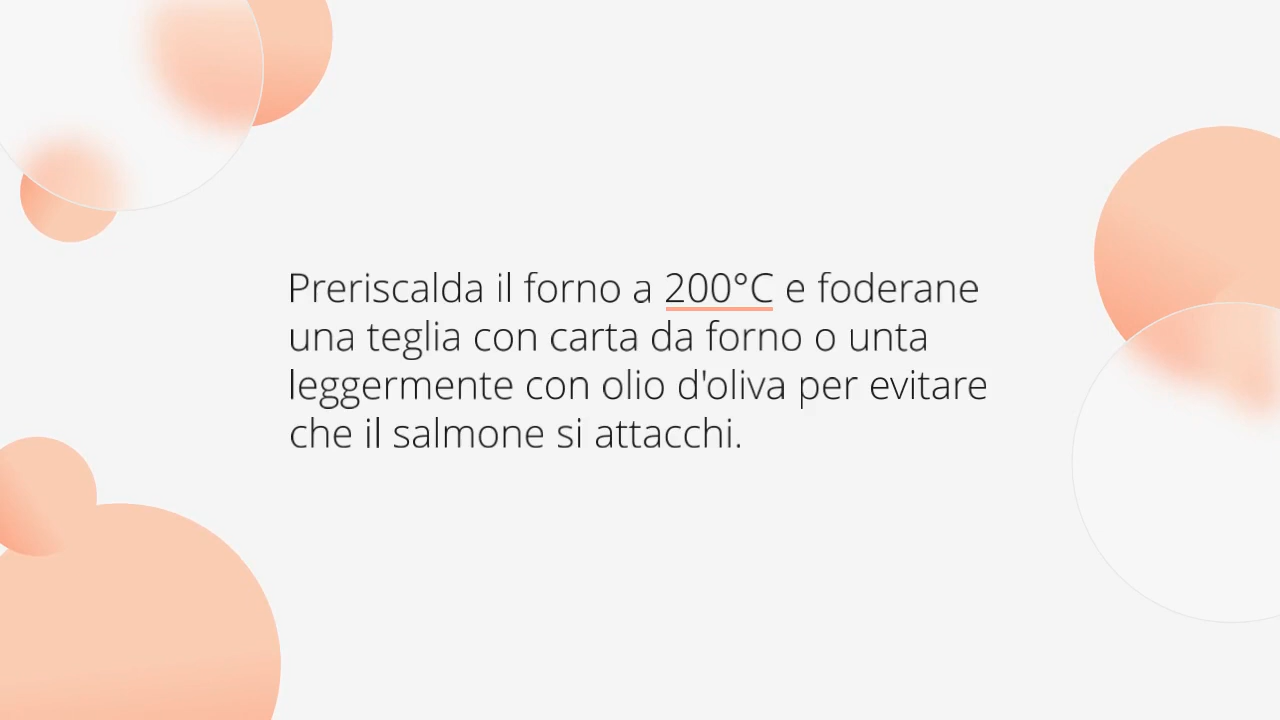 Preriscalda il forno a 200°C e foderane
una teglia con carta da forno o unta
leggermente con olio d'oliva per evitare
che il salmone si attacchi.